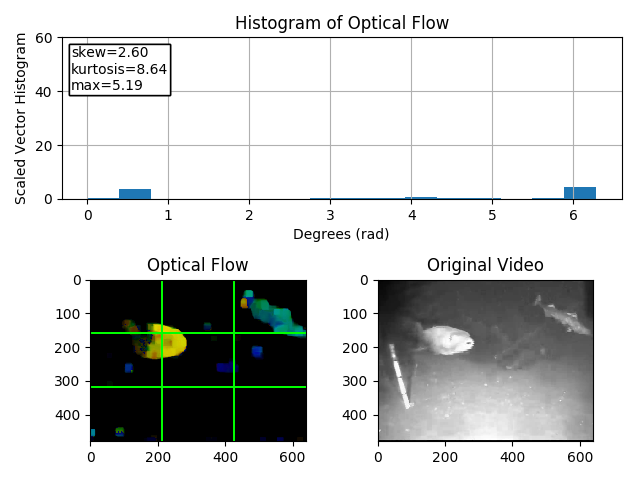 Histogram of Optical Flow
60
40
20
0
Scaled Vector Histogram
skew=2.60
kurtosis=8.64
max=5.19
0 1 2 3 4 5 6
Degrees (rad)
Optical Flow
0
100
200
300
400
0 200 400 600
Original Video
0
100
200
300
400
0 200 400 600